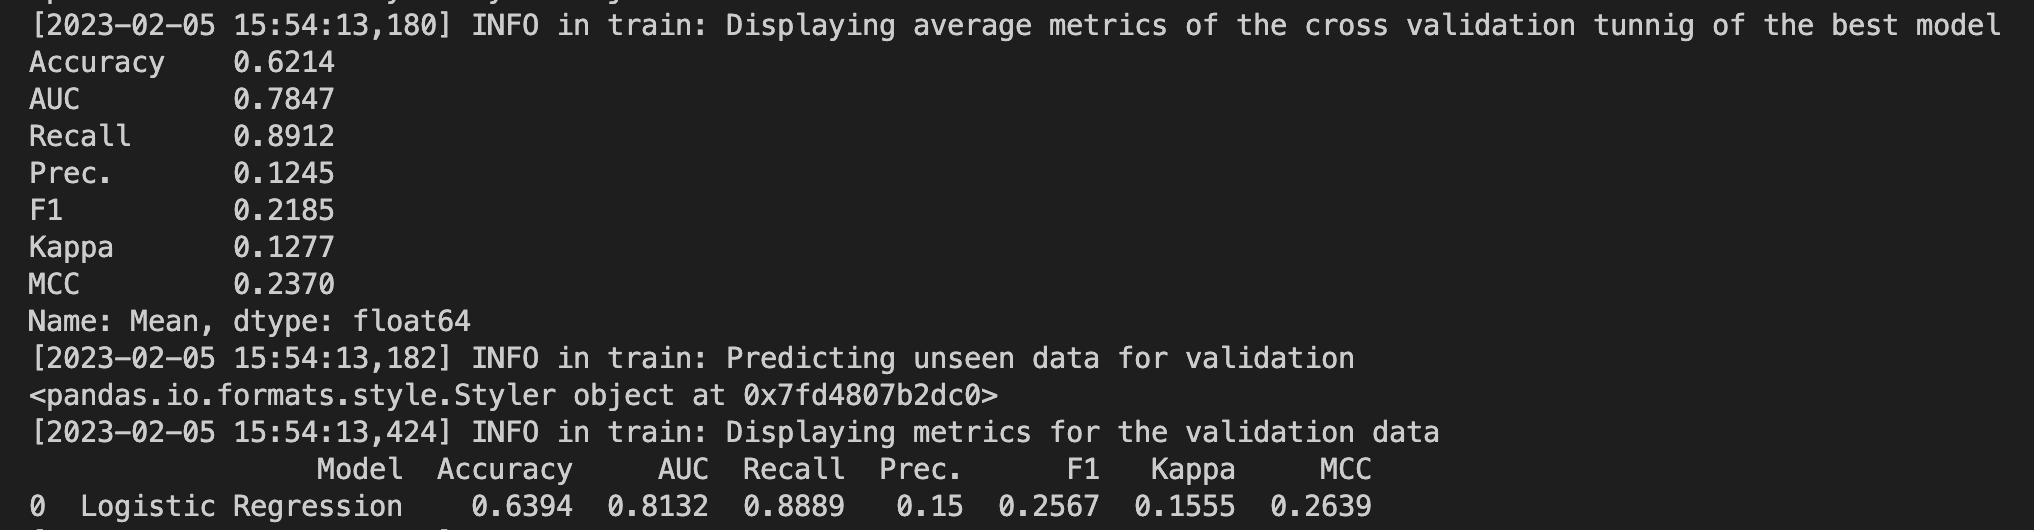 [2023-02-05 15:54:13,180] INFO in train: Displaying average metrics of the cross validation tunnig of the best model
Accuracy    0.6214
AUC         0.7847
Recall      0.8912
Prec.       0.1245
F1          0.2185
Kappa       0.1277
MCC         0.2370
Name: Mean, dtype: float64
[2023-02-05 15:54:13,182] INFO in train: Predicting unseen data for validation
<pandas.io.formats.style.Styler object at 0x7fd4807b2dc0>
[2023-02-05 15:54:13,424] INFO in train: Displaying metrics for the validation data
                 Model  Accuracy     AUC  Recall  Prec.      F1   Kappa     MCC
0  Logistic Regression    0.6394  0.8132  0.8889   0.15  0.2567  0.1555  0.2639